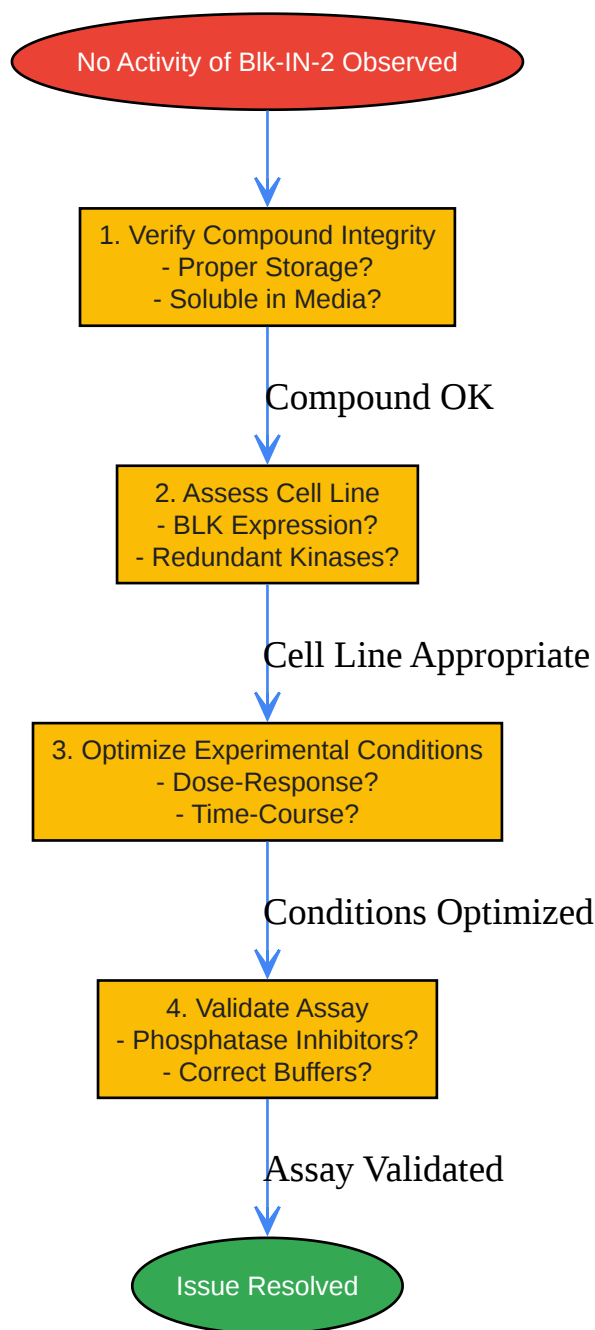 No Activity of Blk-IN-2 Observed
1. Verify Compound Integrity
- Proper Storage?
- Soluble in Media?
Compound OK
2. Assess Cell Line
- BLK Expression?
- Redundant Kinases?
Cell Line Appropriate
3. Optimize Experimental Conditions
- Dose-Response?
- Time-Course?
Conditions Optimized
4. Validate Assay
- Phosphatase Inhibitors?
- Correct Buffers?
Assay Validated
Issue Resolved